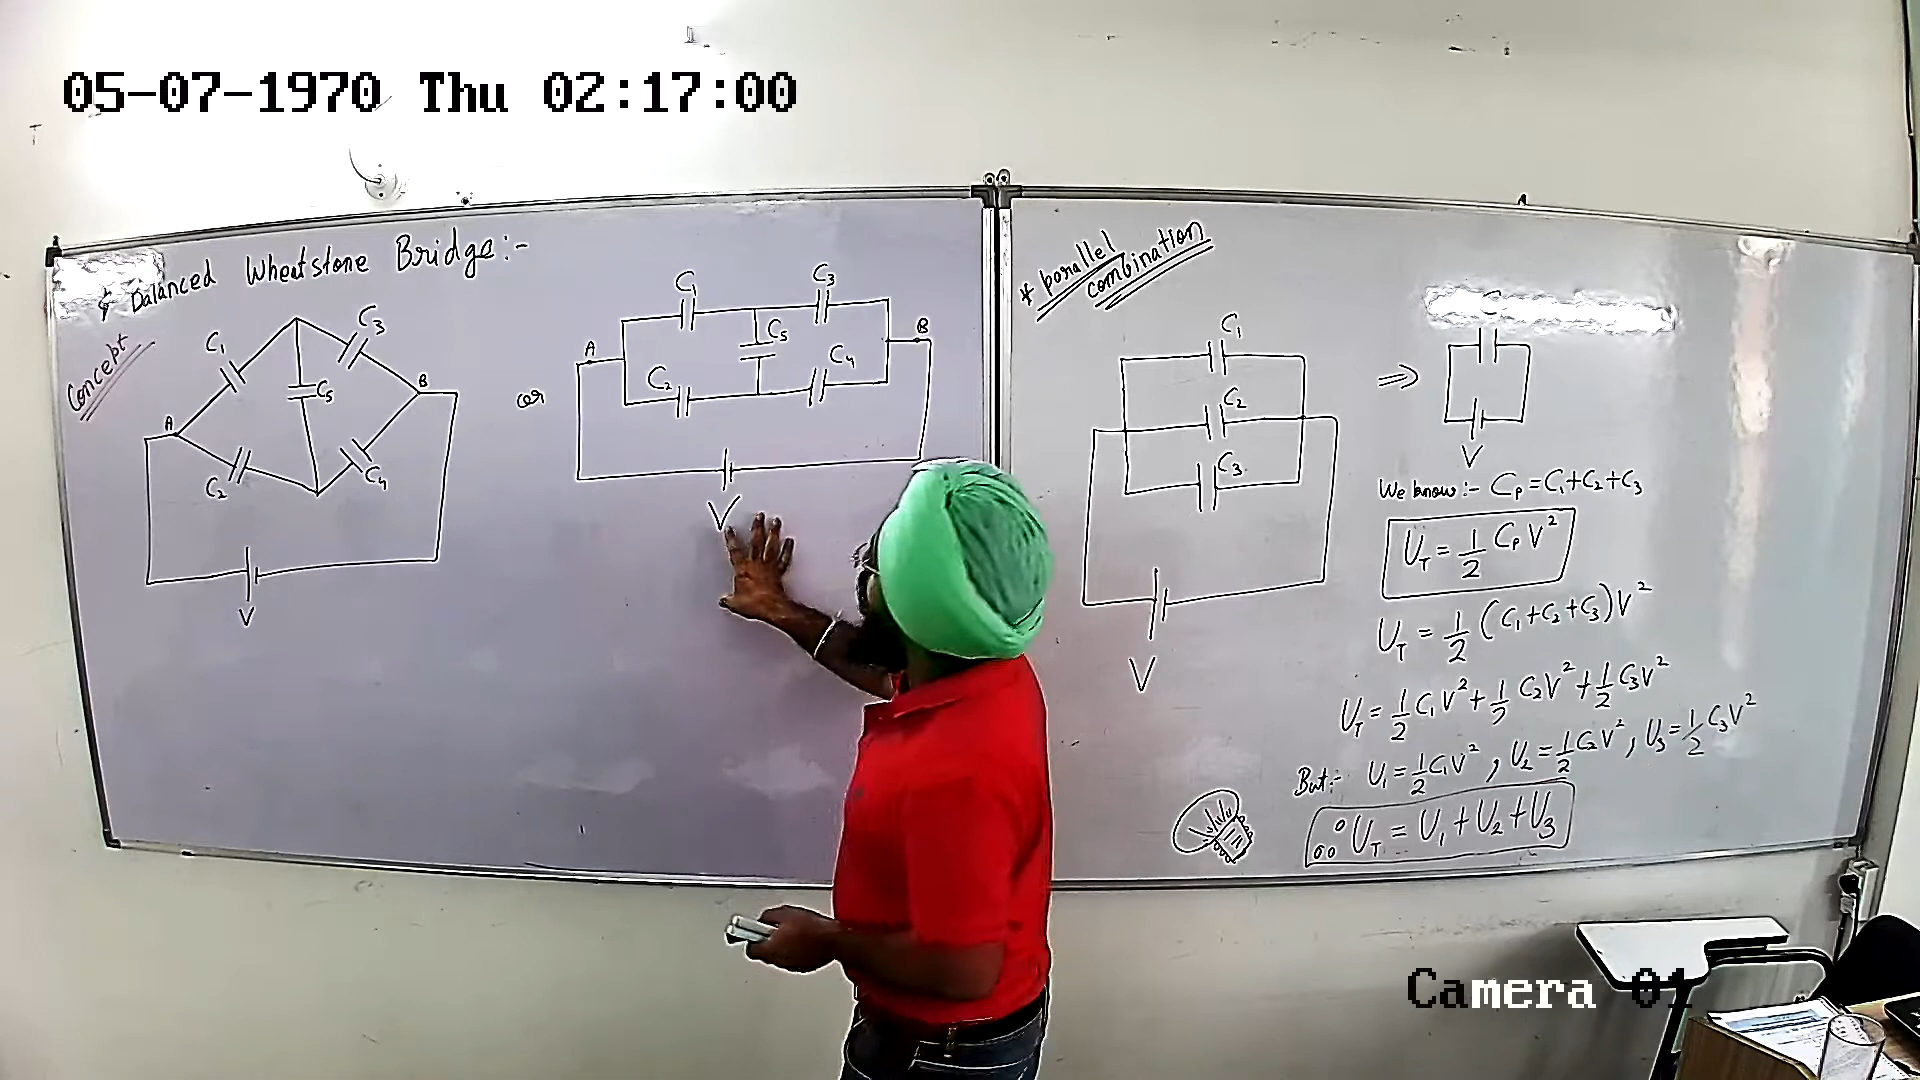 05-07-1970 Thu 02:17:00
* Balanced Wheatstone Bridge:-
Concept
C1
C3
C5
A
B
C2
C4
V
or
C1
C3
A
C5
B
C2
C4
V
* parallel
combination
C1
C2
C3
V
⇒
V
We know:- Cp = C1+C2+C3
UT = 1/2 Cp V²
UT = 1/2 (C1+C2+C3)V²
UT = 1/2 C1V² + 1/2 C2V² + 1/2 C3V²
But:- U1 = 1/2 C1V², U2 = 1/2 C2V², U3 = 1/2 C3V²
∴ UT = U1 + U2 + U3
Camera 01